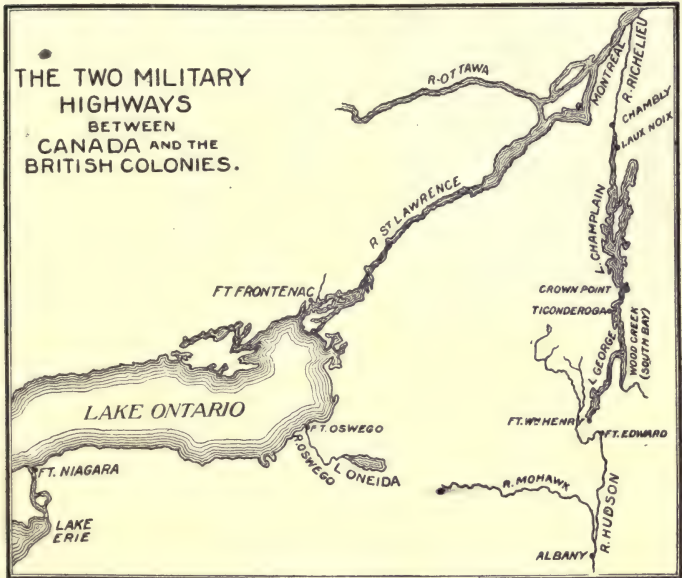 THE TWO MILITARY
HIGHWAYS
BETWEEN
CANADA AND THE
BRITISH COLONIES.
R. OTTAWA
MONTREAL
R. RICHELIEU
CHAMBLY
I. AUX NOIX
R. ST LAWRENCE
L. CHAMPLAIN
FT FRONTENAC
CROWN POINT
TICONDEROGA
WOOD CREEK
(SOUTH BAY)
L. GEORGE
LAKE ONTARIO
FT. OSWEGO
R. OSWEGO
L ONEIDA
FT. WM HENRY
FT. EDWARD
FT. NIAGARA
R. MOHAWK
R. HUDSON
LAKE
ERIE
ALBANY